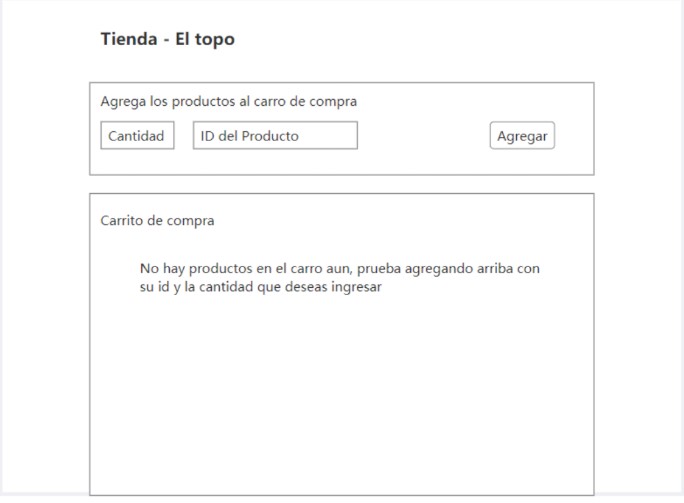 Tienda - El topo
Agrega los productos al carro de compra
Cantidad
ID del Producto
Agregar
Carrito de compra
No hay productos en el carro aun, prueba agregando arriba con
su id y la cantidad que deseas ingresar